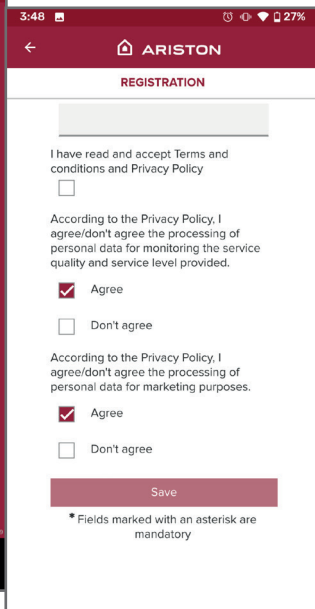 3:48 27%
ARISTON
REGISTRATION
I have read and accept Terms and
conditions and Privacy Policy
According to the Privacy Policy, I
agree/don't agree the processing of
personal data for monitoring the service
quality and service level provided.
Agree
Don't agree
According to the Privacy Policy, I
agree/don't agree the processing of
personal data for marketing purposes.
Agree
Don't agree
Save
* Fields marked with an asterisk are
mandatory